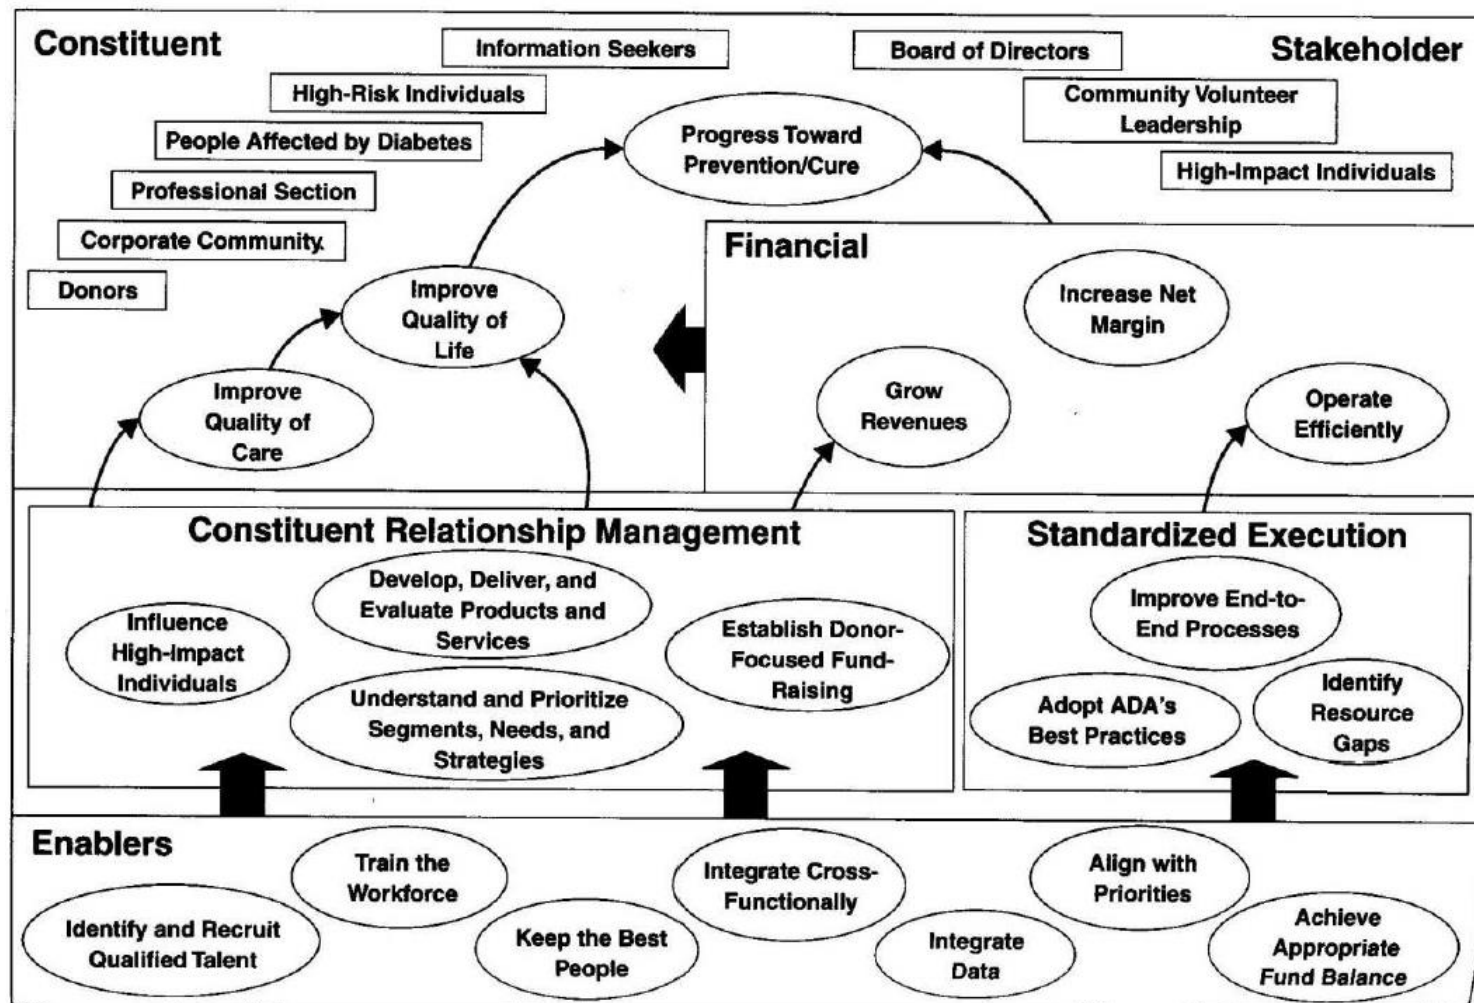 Constituent
Information Seekers
Board of Directors
Stakeholder
High-Risk Individuals
Community Volunteer
Leadership
People Affected by Diabetes
Progress Toward
Prevention/Cure
High-Impact Individuals
Professional Section
Corporate Community.
Donors
Financial
Improve
Quality of
Life
Increase Net
Margin
Improve
Quality of
Care
Grow
Revenues
Operate
Efficiently
Constituent Relationship Management
Develop, Deliver, and
Evaluate Products and
Services
Influence
High-Impact
Individuals
Understand and Prioritize
Segments, Needs, and
Strategies
Establish Donor-
Focused Fund-
Raising
Standardized Execution
Improve End-to-
End Processes
Adopt ADA's
Best Practices
Identify
Resource
Gaps
Enablers
Identify and Recruit
Qualified Talent
Train the
Workforce
Keep the Best
People
Integrate Cross-
Functionally
Integrate
Data
Align with
Priorities
Achieve
Appropriate
Fund Balance